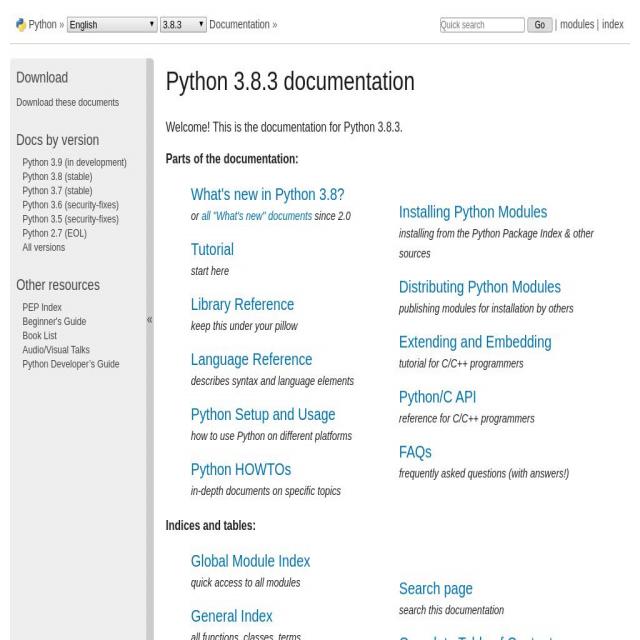 Python » English 3.8.3 Documentation » Quick search Go | modules | index
Download
Download these documents
Docs by version
Python 3.9 (in development)
Python 3.8 (stable)
Python 3.7 (stable)
Python 3.6 (security-fixes)
Python 3.5 (security-fixes)
Python 2.7 (EOL)
All versions
Other resources
PEP Index
Beginner's Guide
Book List
Audio/Visual Talks
Python Developer's Guide
«
Python 3.8.3 documentation
Welcome! This is the documentation for Python 3.8.3.
Parts of the documentation:
What's new in Python 3.8?
or all "What's new" documents since 2.0
Tutorial
start here
Library Reference
keep this under your pillow
Language Reference
describes syntax and language elements
Python Setup and Usage
how to use Python on different platforms
Python HOWTOs
in-depth documents on specific topics
Installing Python Modules
installing from the Python Package Index & other
sources
Distributing Python Modules
publishing modules for installation by others
Extending and Embedding
tutorial for C/C++ programmers
Python/C API
reference for C/C++ programmers
FAQs
frequently asked questions (with answers!)
Indices and tables:
Global Module Index
quick access to all modules
General Index
all functions, classes, terms
Search page
search this documentation
Complete Table of Contents